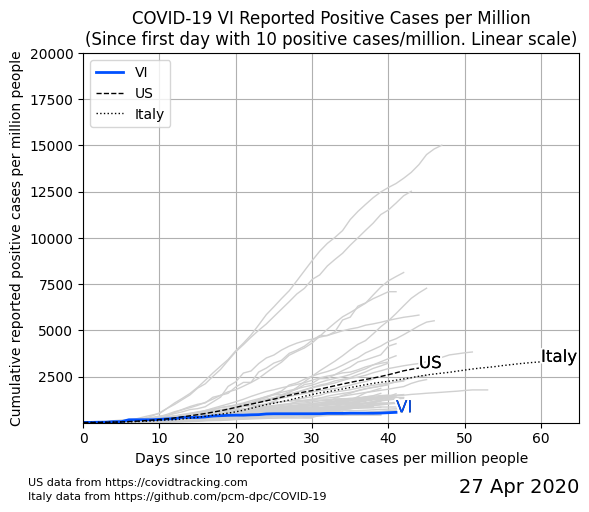 COVID-19 VI Reported Positive Cases per Million
(Since first day with 10 positive cases/million. Linear scale)
Cumulative reported positive cases per million people
20000
17500
15000
12500
10000
7500
5000
2500
VI
US
Italy
US
Italy
VI
0
10
20
30
40
50
60
Days since 10 reported positive cases per million people
US data from https://covidtracking.com
Italy data from https://github.com/pcm-dpc/COVID-19
27 Apr 2020